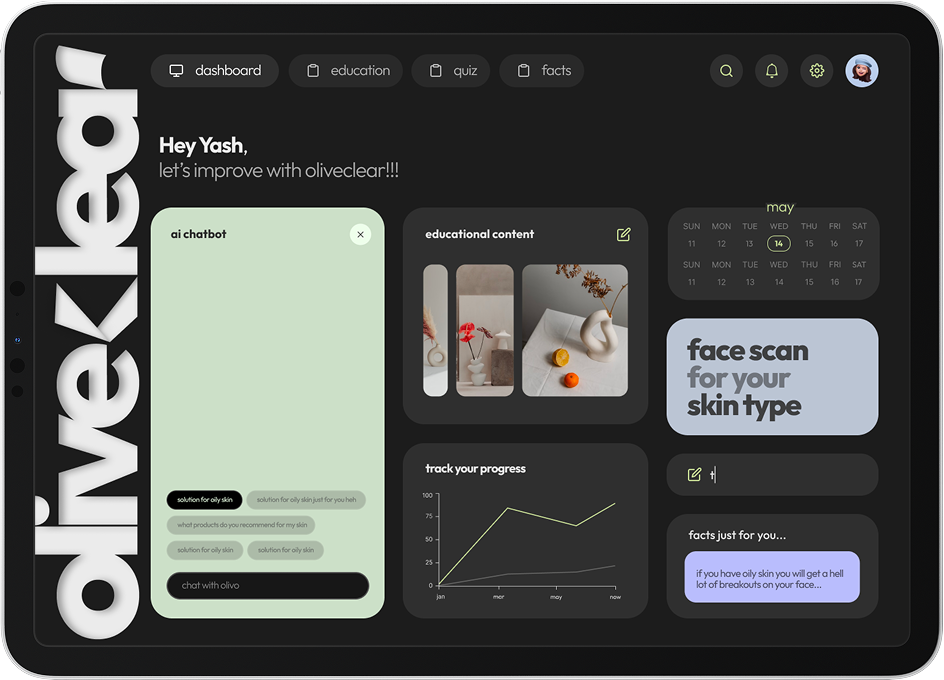 oliveklear
dashboard
education
quiz
facts
Hey Yash,
let's improve with oliveclear!!!
ai chatbot
solution for oily skin
solution for oily skin just for you heh
what products do you recommend for my skin
solution for oily skin
solution for oily skin
chat with olivo
educational content
track your progress
100
75
50
25
0
jan
mar
may
now
may
SUN MON TUE WED THU FRI SAT
11 12 13 14 15 16 17
SUN MON TUE WED THU FRI SAT
11 12 13 14 15 16 17
face scan
for your
skin type
t
facts just for you...
if you have oily skin you will get a hell
lot of breakouts on your face...